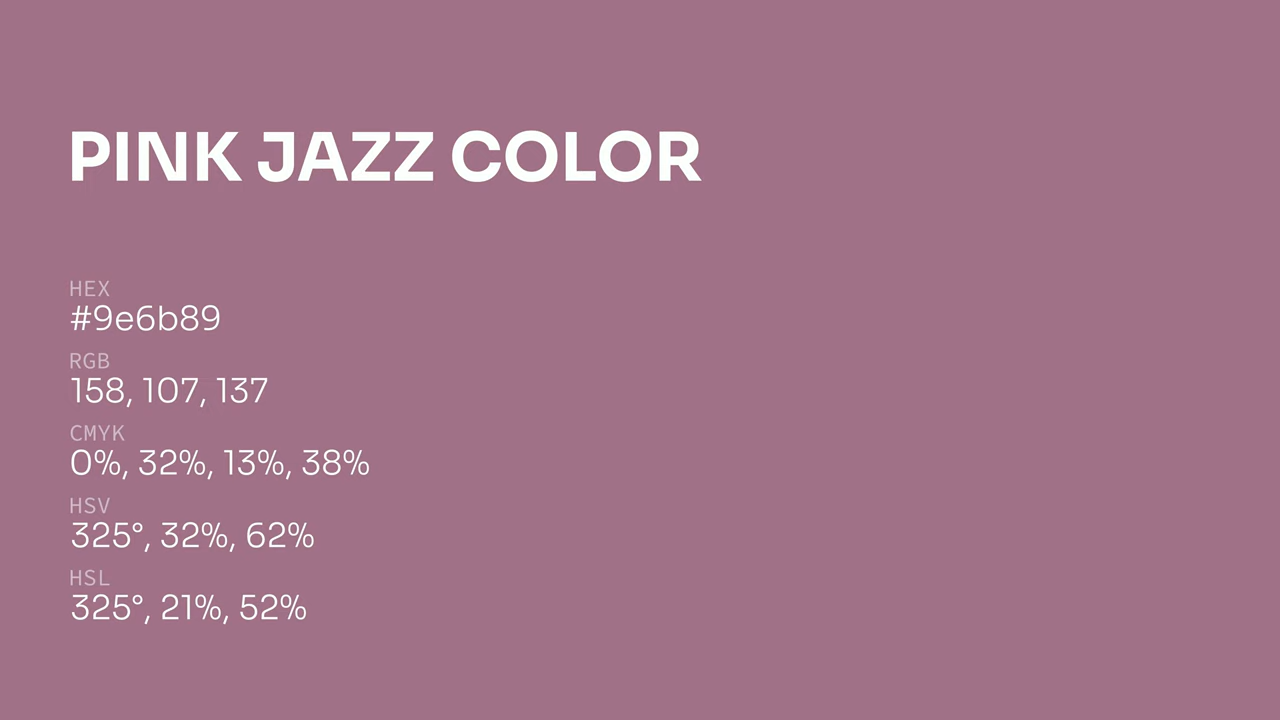 PINK JAZZ COLOR
HEX
#9e6b89
RGB
158, 107, 137
CMYK
0%, 32%, 13%, 38%
HSV
325°, 32%, 62%
HSL
325°, 21%, 52%